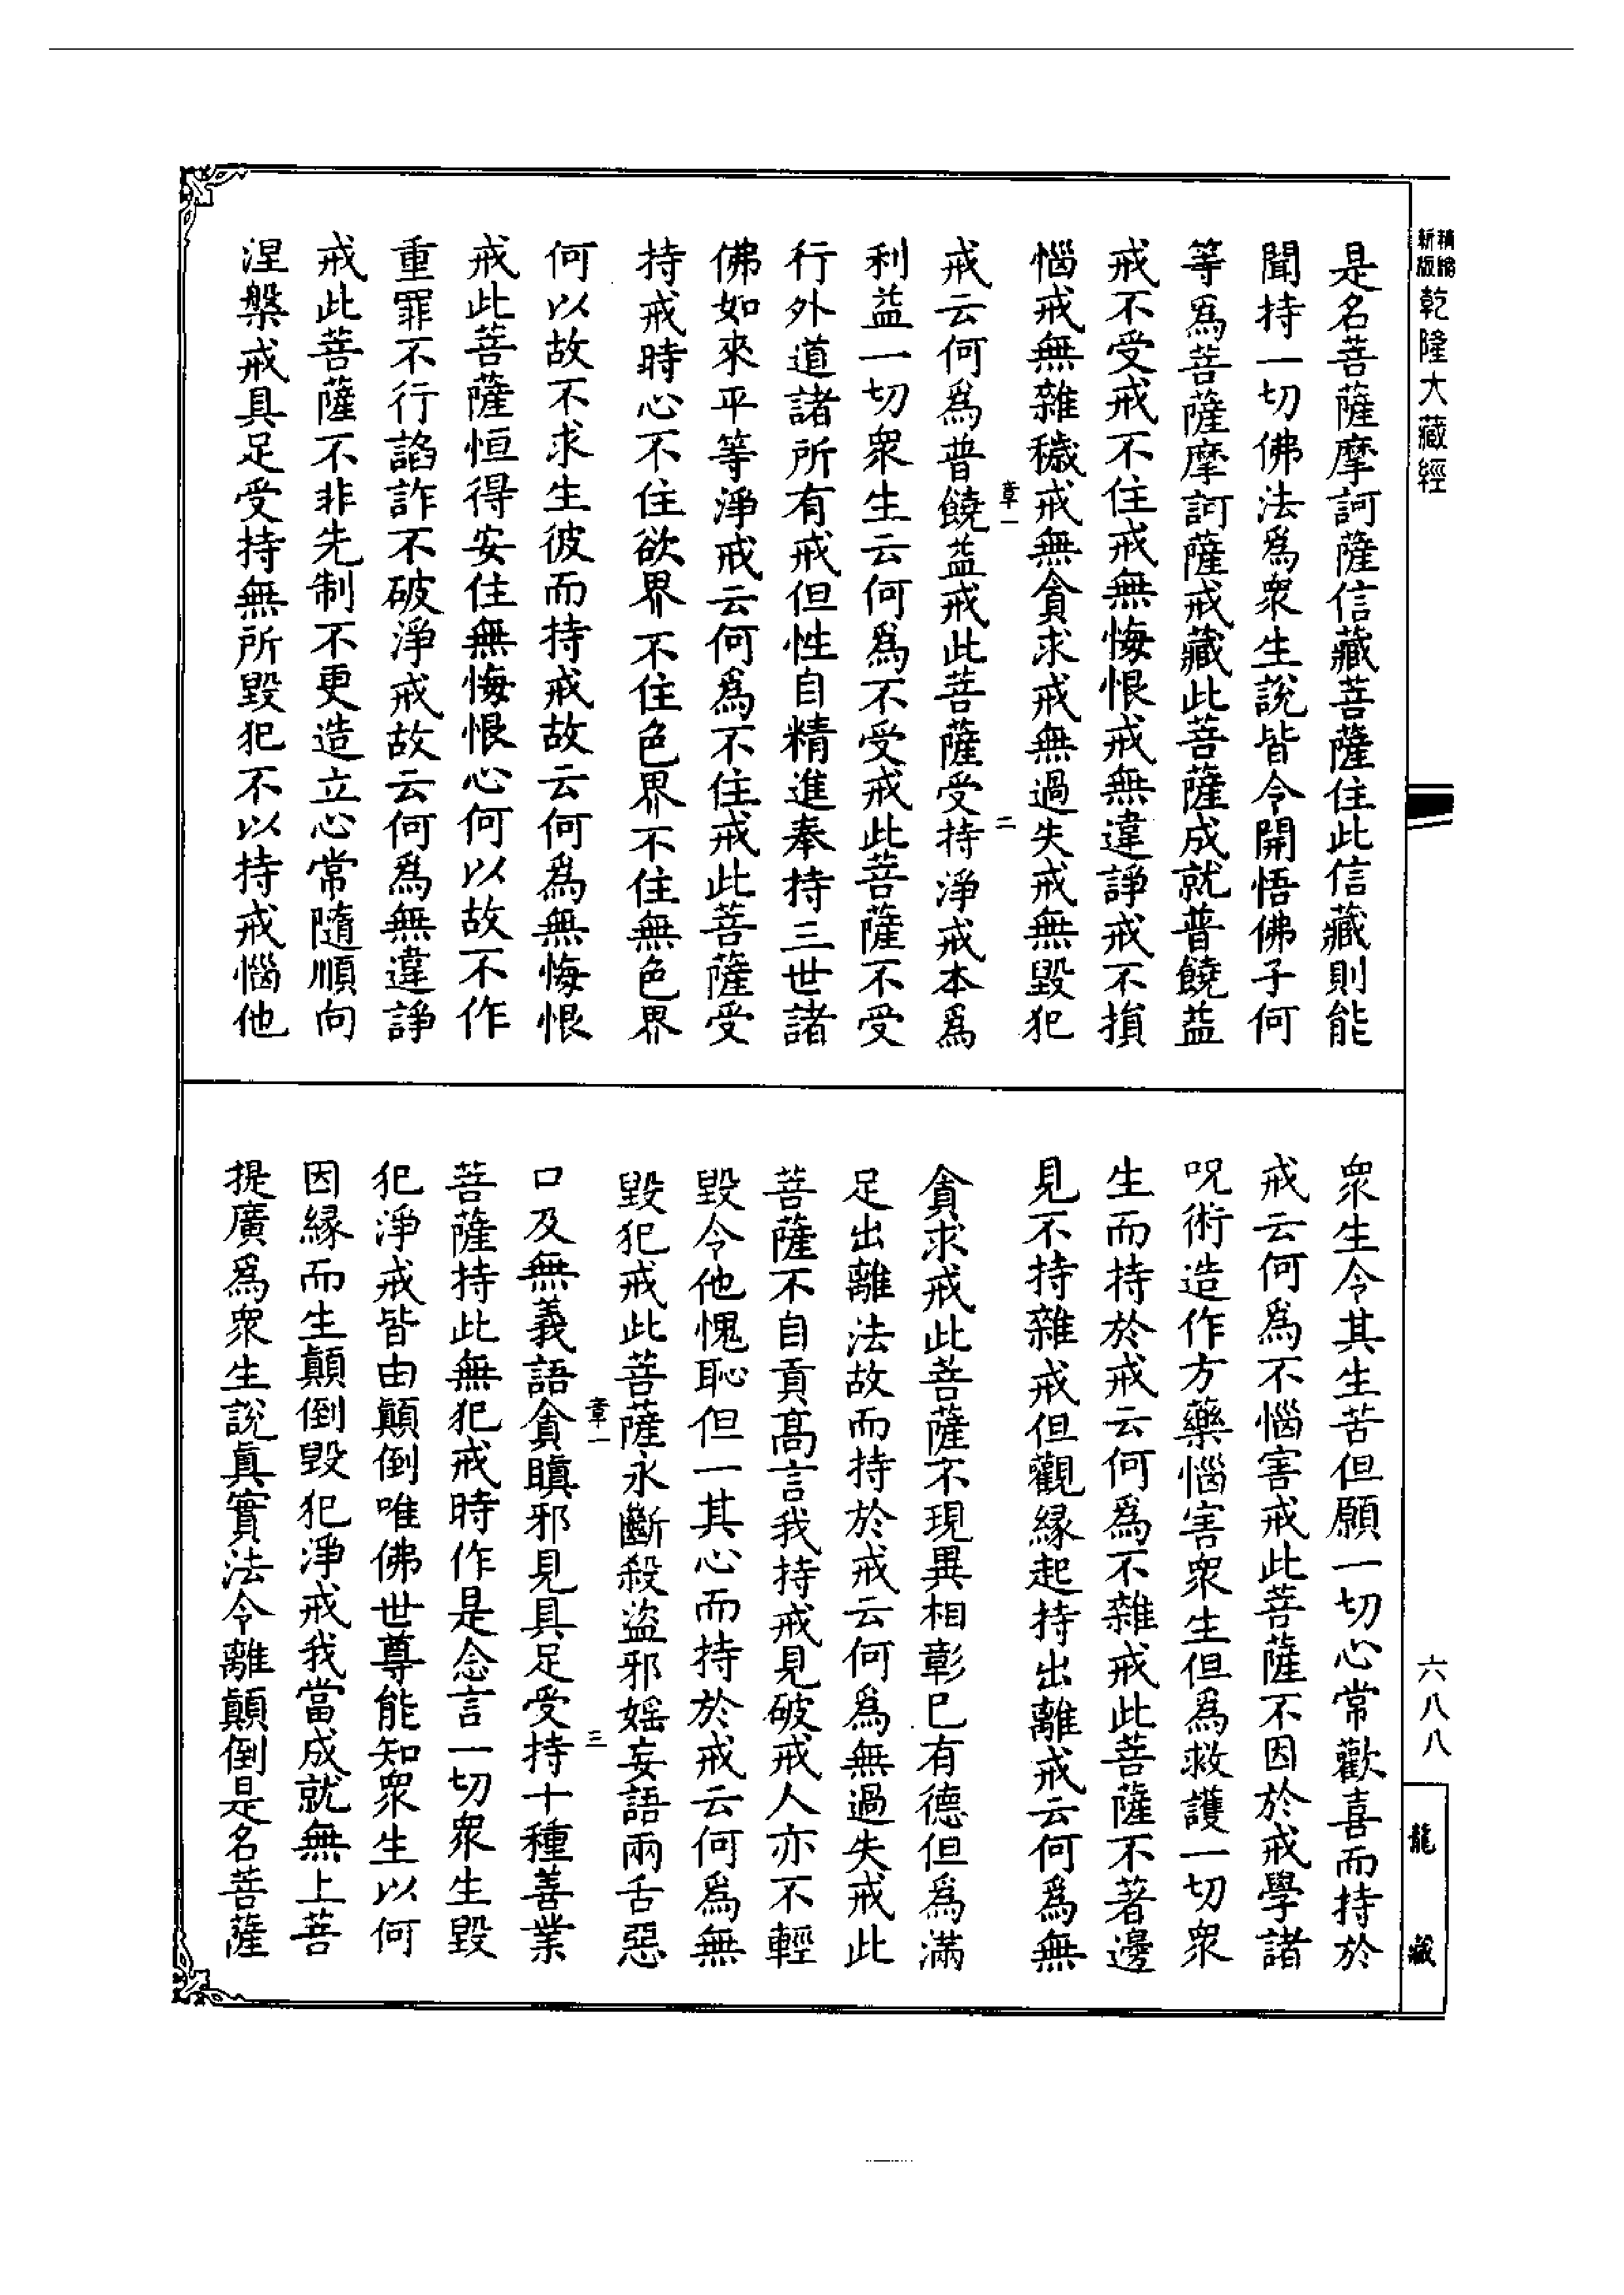 精縮新版乾隆大藏經
六八八
龍藏
是名菩薩摩訶薩信藏菩薩住此信藏則能
聞持一切佛法爲衆生說皆令開悟佛子何
等爲菩薩摩訶薩戒藏此菩薩成就普饒益
戒不受戒不住戒無悔恨戒無違諍戒不損
惱戒無雜穢戒無貪求戒無過失戒無毀犯
章一 二
戒云何爲普饒益戒此菩薩受持淨戒本爲
利益一切衆生云何爲不受戒此菩薩不受
行外道諸所有戒但性自精進奉持三世諸
佛如來平等淨戒云何爲不住戒此菩薩受
持戒時心不住欲界不住色界不住無色界
何以故不求生彼而持戒故云何爲無悔恨
戒此菩薩恒得安住無悔恨心何以故不作
重罪不行諂詐不破淨戒故云何爲無違諍
戒此菩薩不非先制不更造立心常隨順向
涅槃戒具足受持無所毀犯不以持戒惱他
衆生令其生苦但願一切心常歡喜而持於
戒云何爲不惱害戒此菩薩不因於戒學諸
呪術造作方藥惱害衆生但爲救護一切衆
生而持於戒云何爲不雜戒此菩薩不著邊
見不持雜戒但觀緣起持出離戒云何爲無
貪求戒此菩薩不現異相彰已有德但爲滿
足出離法故而持於戒云何爲無過失戒此
菩薩不自貢高言我持戒見破戒人亦不輕
毀令他愧恥但一其心而持於戒云何爲無
毀犯戒此菩薩永斷殺盜邪婬妄語兩舌惡
章一 三
口及無義語貪瞋邪見具足受持十種善業
菩薩持此無犯戒時作是念言一切衆生毀
犯淨戒皆由顛倒唯佛世尊能知衆生以何
因緣而生顛倒毀犯淨戒我當成就無上菩
提廣爲衆生說眞實法令離顛倒是名菩薩